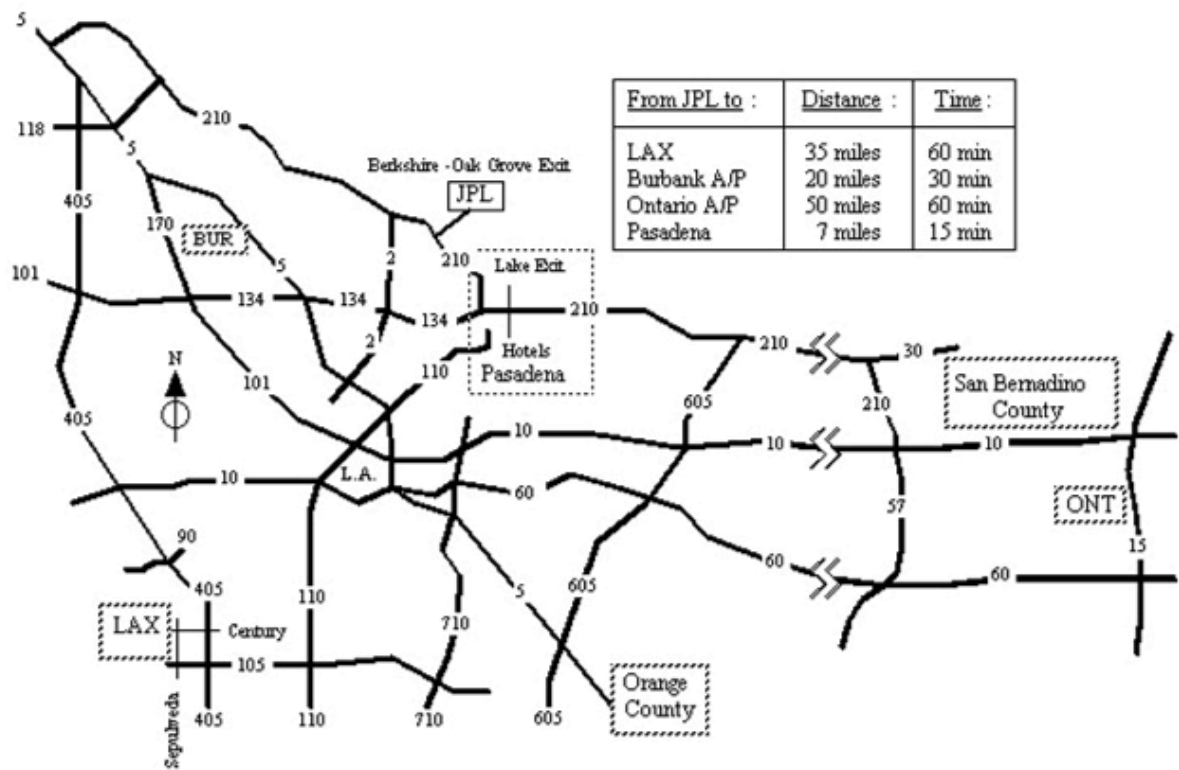 5
118
5
210
405
170
BUR
5
Berkshire - Oak Grove Exit
JPL
From JPL to : Distance : Time :
LAX 35 miles 60 min
Burbank A/P 20 miles 30 min
Ontario A/P 50 miles 60 min
Pasadena 7 miles 15 min
101
134
134
2
134
210
Lake Exit
210
2
110
Hotels
Pasadena
210
30
San Bernadino
County
N
101
605
210
405
10
10
10
L.A.
10
60
57
ONT
90
15
60
60
405
110
5
605
710
LAX
Century
105
Sepulveda
405
110
710
605
Orange
County